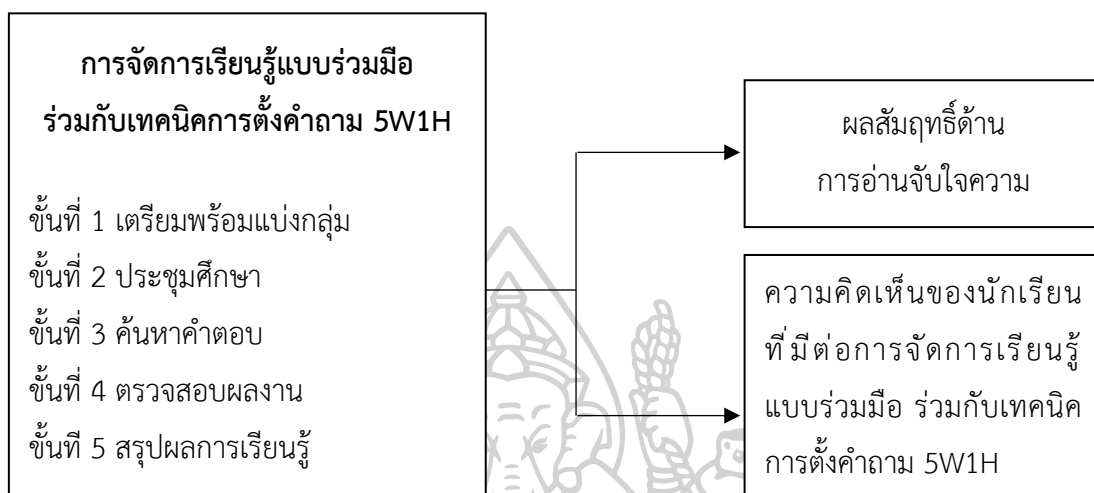 การจัดการเรียนรู้แบบร่วมมือ
ร่วมกับเทคนิคการตั้งคำถาม 5W1H
ขั้นที่ 1 เตรียมพร้อมแบ่งกลุ่ม
ขั้นที่ 2 ประชุมศึกษา
ขั้นที่ 3 ค้นหาคำตอบ
ขั้นที่ 4 ตรวจสอบผลงาน
ขั้นที 5 สรุปผลการเรียนรู้
ผลสัมฤทธิ์ด้าน
การอ่านจับใจความ
ความคิดเห็นของนักเรียน
ที่มีต่อการจัดการเรียนรู้
แบบร่วมมือ ร่วมกับเทคนิค
การตั้งคำถาม 5W1H